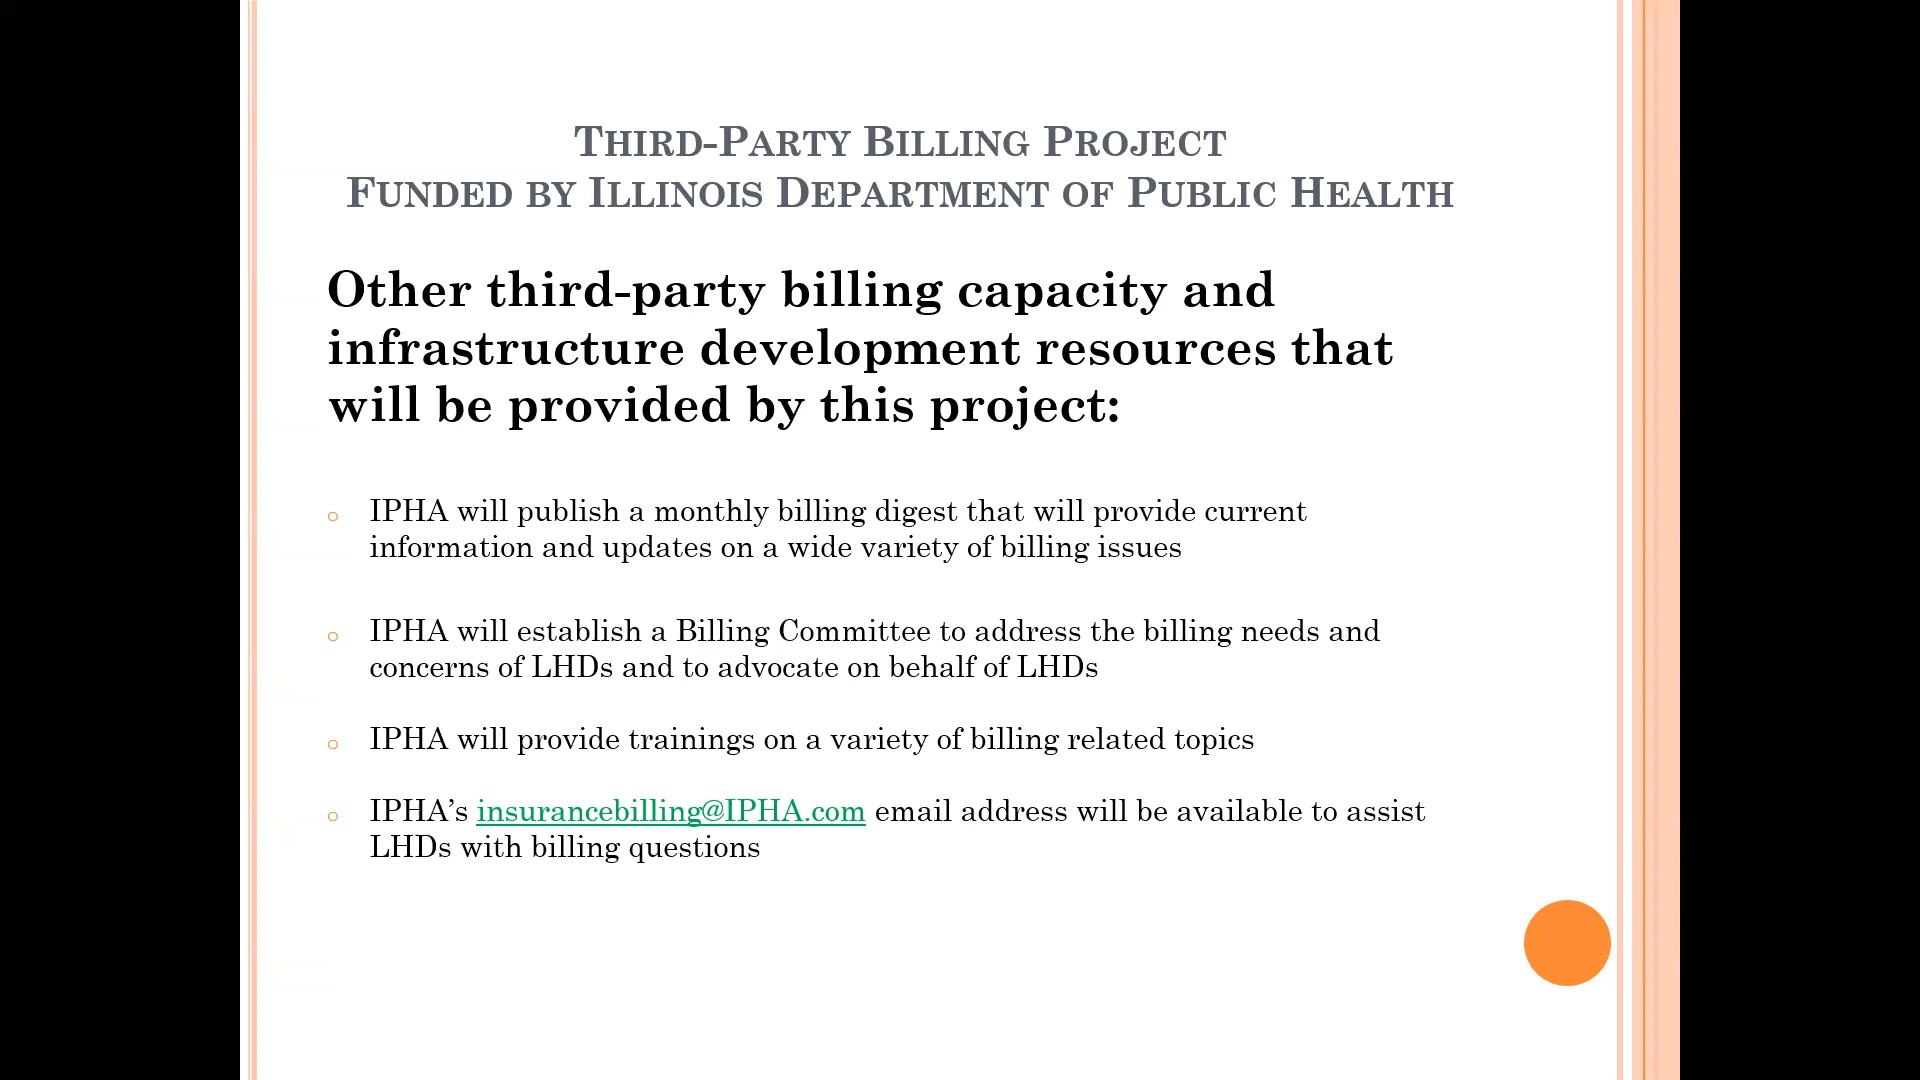 THIRD-PARTY BILLING PROJECT
FUNDED BY ILLINOIS DEPARTMENT OF PUBLIC HEALTH
Other third-party billing capacity and
infrastructure development resources that
will be provided by this project:
IPHA will publish a monthly billing digest that will provide current
information and updates on a wide variety of billing issues
IPHA will establish a Billing Committee to address the billing needs and
concerns of LHDs and to advocate on behalf of LHDs
IPHA will provide trainings on a variety of billing related topics
IPHA’s insurancebilling@IPHA.com email address will be available to assist
LHDs with billing questions